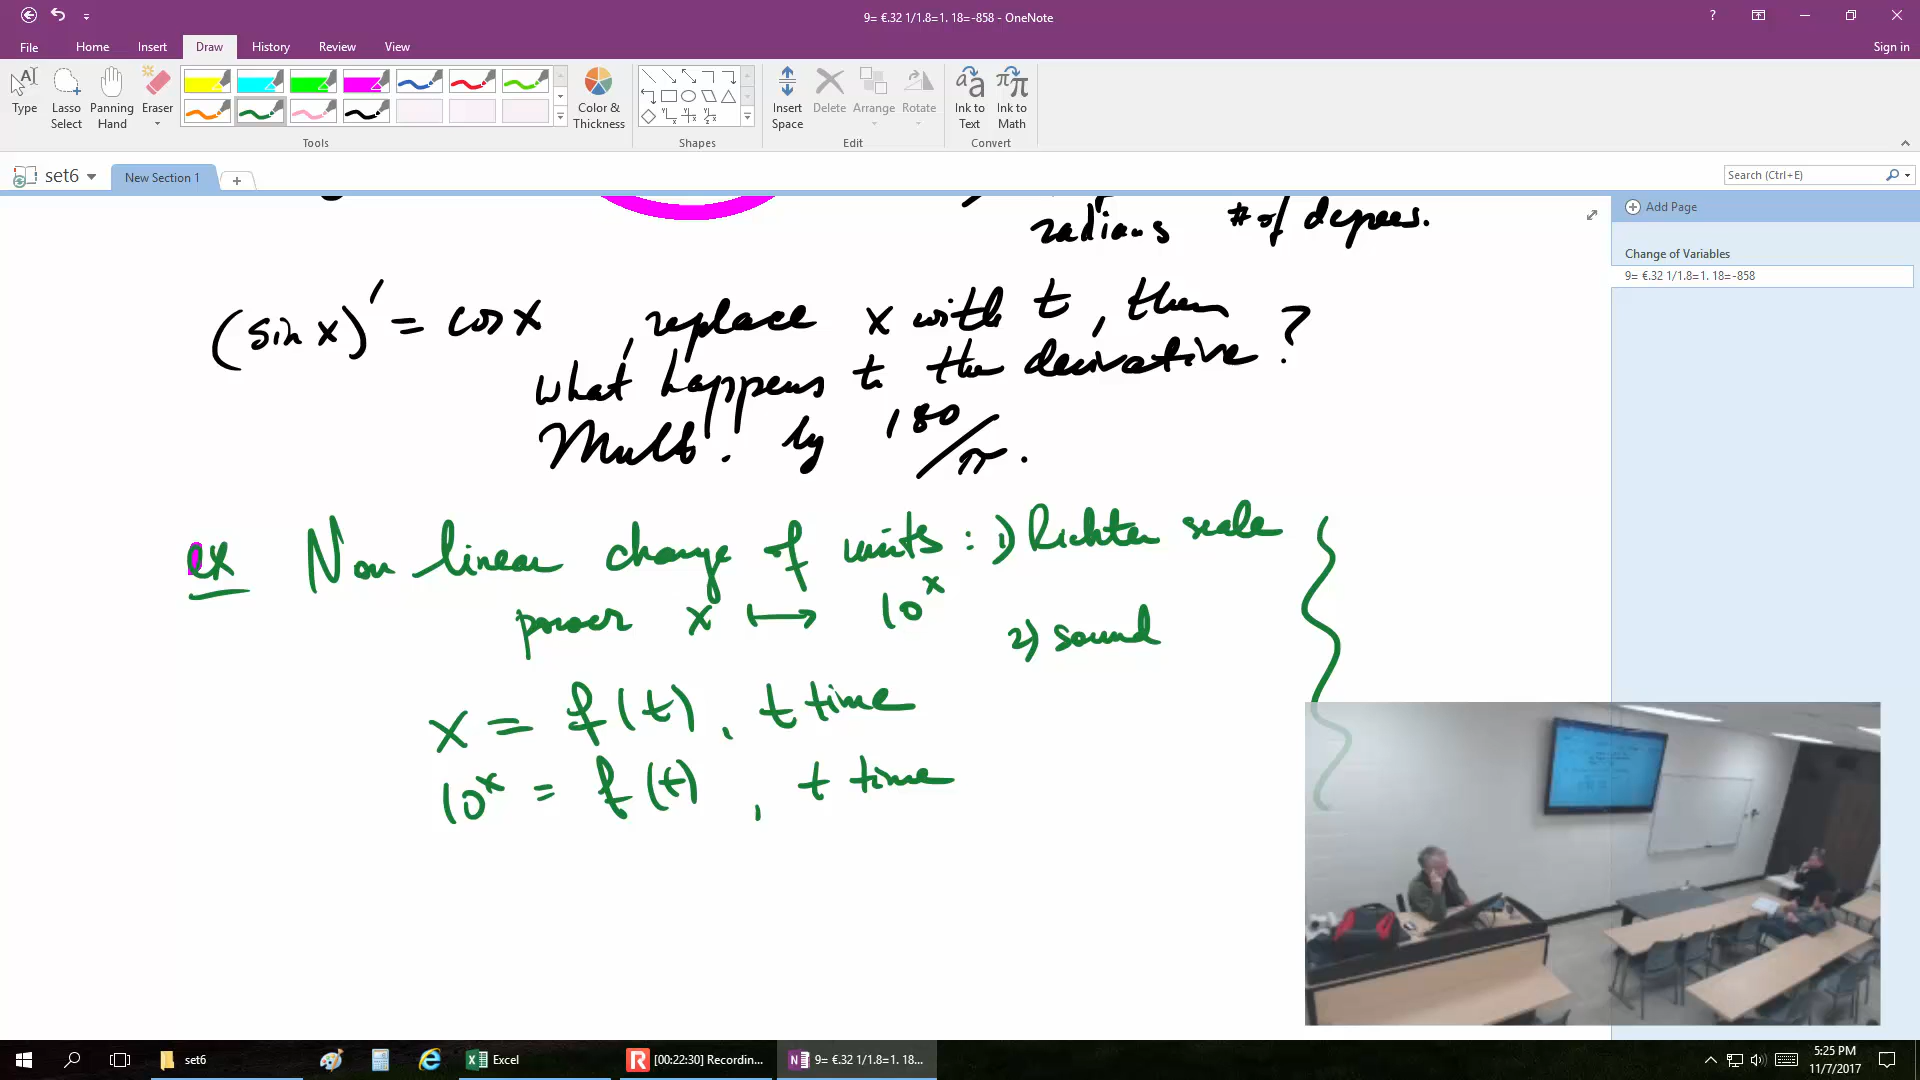 9= €.32 1/1.8=1. 18=-858 - OneNote
?
File Home Insert Draw History Review View Sign in
Type
Lasso Select
Panning Hand
Eraser
Color & Thickness
Insert Space
Delete
Arrange
Rotate
Ink to Text
Ink to Math
Tools Shapes Edit Convert
set6 New Section 1 + Search (Ctrl+E)
Add Page
Change of Variables
9= €.32 1/1.8=1. 18=-858
radians # of degrees.
(sin x)' = cos x , replace x with t, then
what happens to the derivative ?
Mult. by 180/π.
ex Non linear change of units : 1) Richter scale
power x ↦ 10^x
2) sound
x = f(t), t time
10^x = f(t), t time
set6
Excel
[00:22:30] Recordin...
9= €.32 1/1.8=1. 18...
5:25 PM
11/7/2017